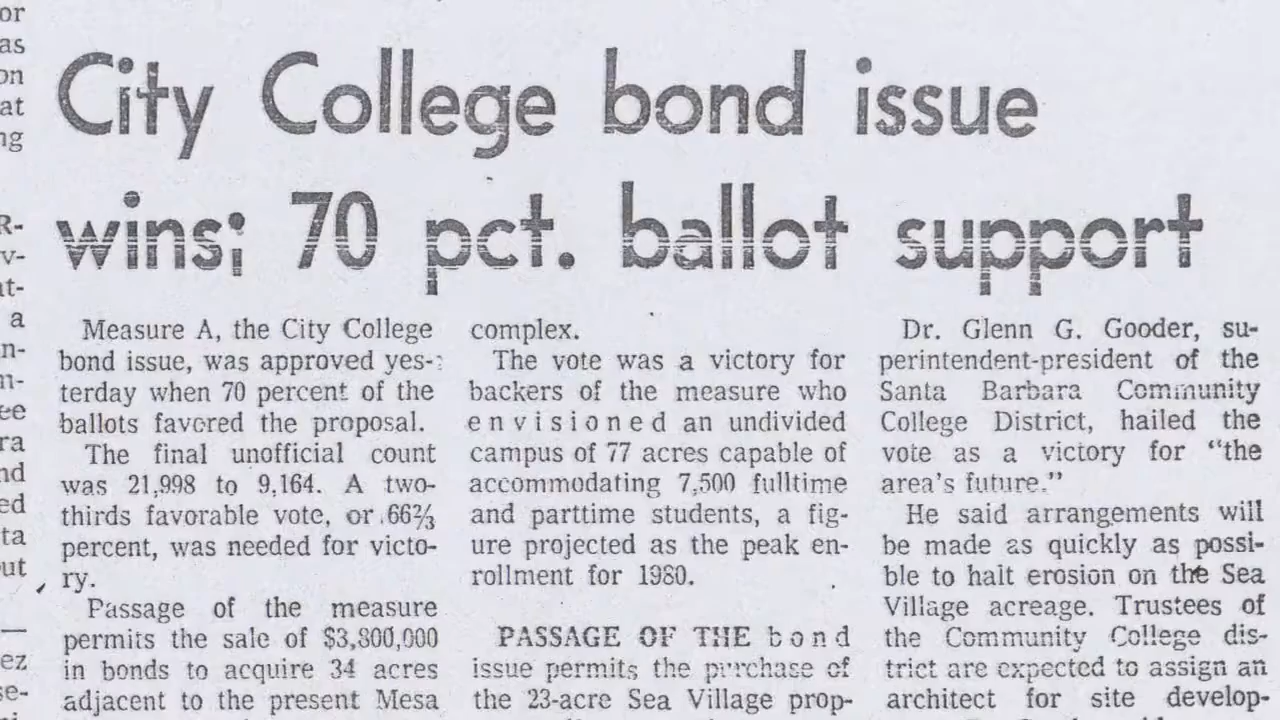 City College bond issue
wins; 70 pct. ballot support
Measure A, the City College
bond issue, was approved yes-
terday when 70 percent of the
ballots favored the proposal.
The final unofficial count
was 21,998 to 9,164. A two-
thirds favorable vote, or 66⅔
percent, was needed for victo-
ry.
Passage of the measure
permits the sale of $3,800,000
in bonds to acquire 34 acres
adjacent to the present Mesa
complex.
The vote was a victory for
backers of the measure who
envisioned an undivided
campus of 77 acres capable of
accommodating 7,500 fulltime
and parttime students, a fig-
ure projected as the peak en-
rollment for 1980.
PASSAGE OF THE bond
issue permits the purchase of
the 23-acre Sea Village prop-
Dr. Glenn G. Gooder, su-
perintendent-president of the
Santa Barbara Community
College District, hailed the
vote as a victory for "the
area's future."
He said arrangements will
be made as quickly as possi-
ble to halt erosion on the Sea
Village acreage. Trustees of
the Community College dis-
trict are expected to assign an
architect for site develop-